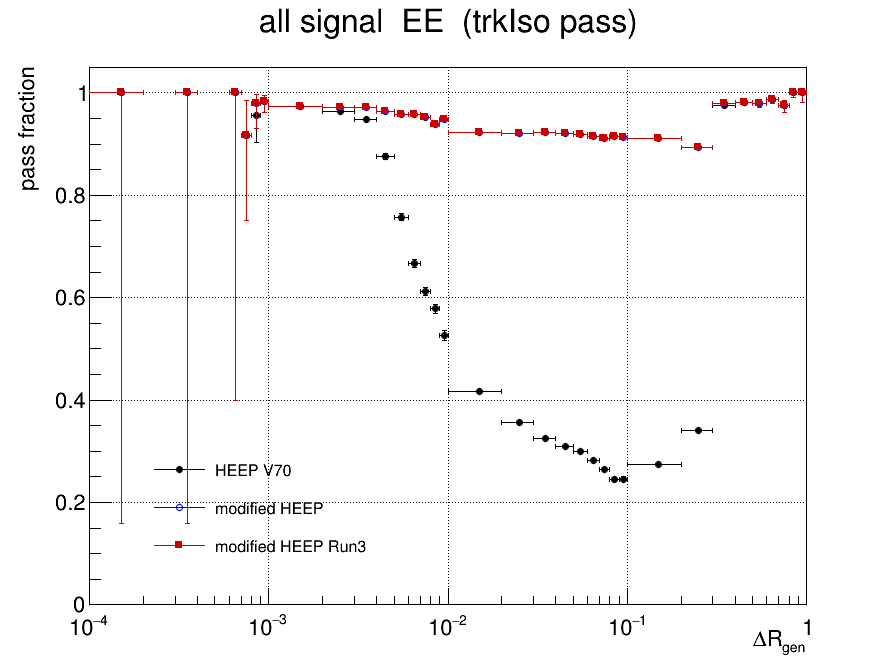 all signal EE (trkIso pass)
pass fraction
1
0.8
0.6
0.4
0.2
0
HEEP V70
modified HEEP
modified HEEP Run3
10⁻⁴ 10⁻³ 10⁻² 10⁻¹ 1
ΔR_gen